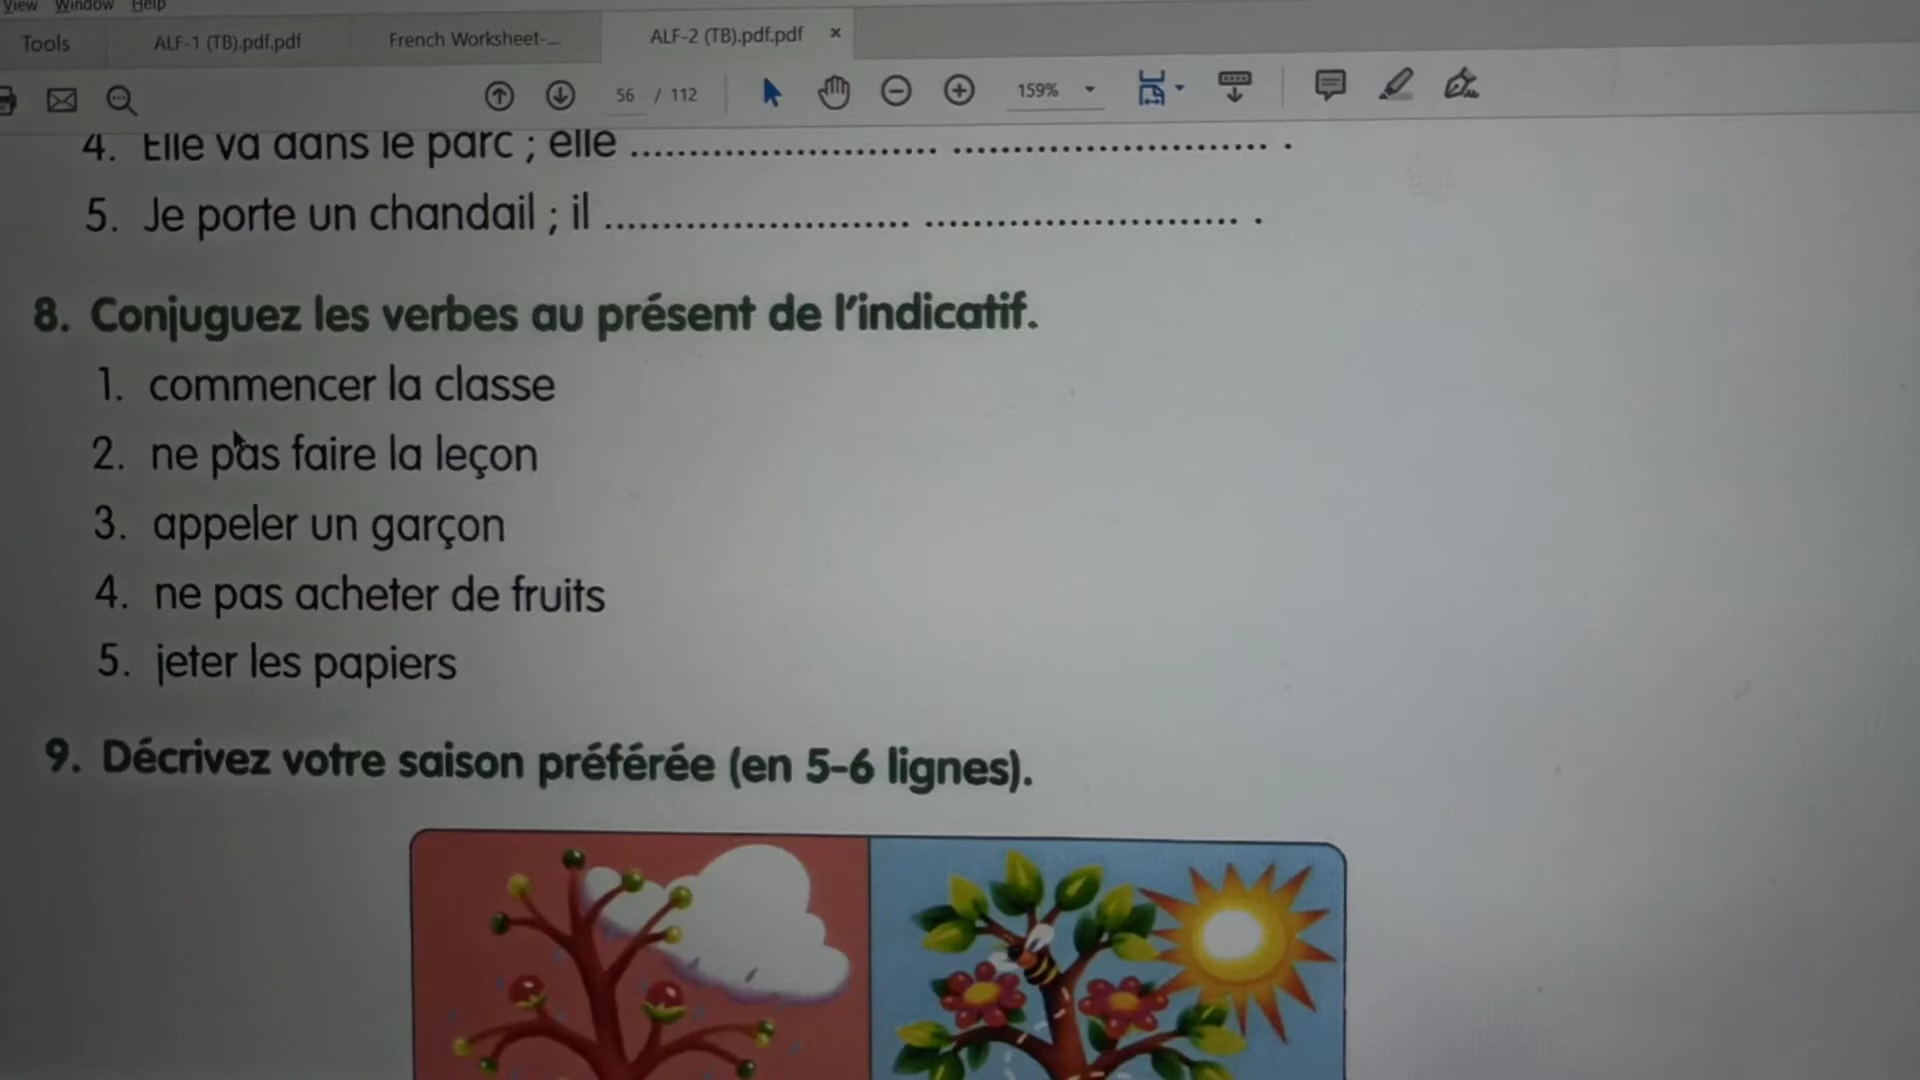 View Window Help
Tools ALF-1 (TB).pdf.pdf French Worksheet-... ALF-2 (TB).pdf.pdf ×
56 / 112 159%
4. Elle va dans le parc ; elle .......................... .......................... .
5. Je porte un chandail ; il .......................... .......................... .
8. Conjuguez les verbes au présent de l'indicatif.
1. commencer la classe
2. ne pas faire la leçon
3. appeler un garçon
4. ne pas acheter de fruits
5. jeter les papiers
9. Décrivez votre saison préférée (en 5-6 lignes).